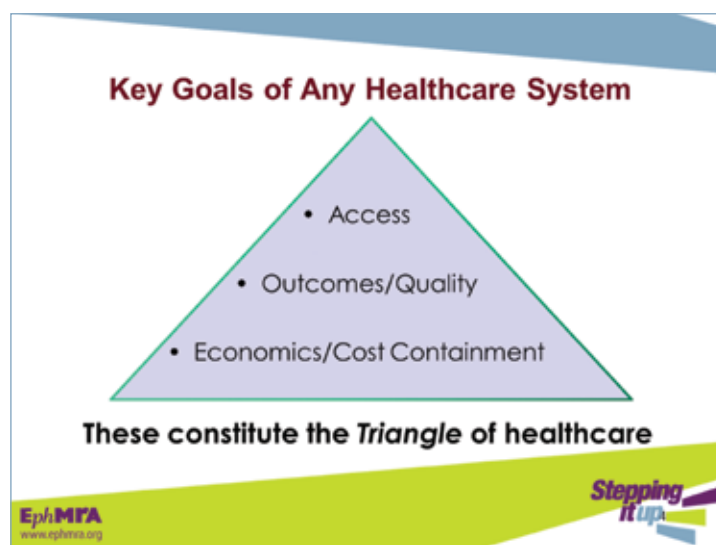 Key Goals of Any Healthcare System
• Access
• Outcomes/Quality
• Economics/Cost Containment
These constitute the Triangle of healthcare
EphMRA
www.ephmra.org
Stepping
it up